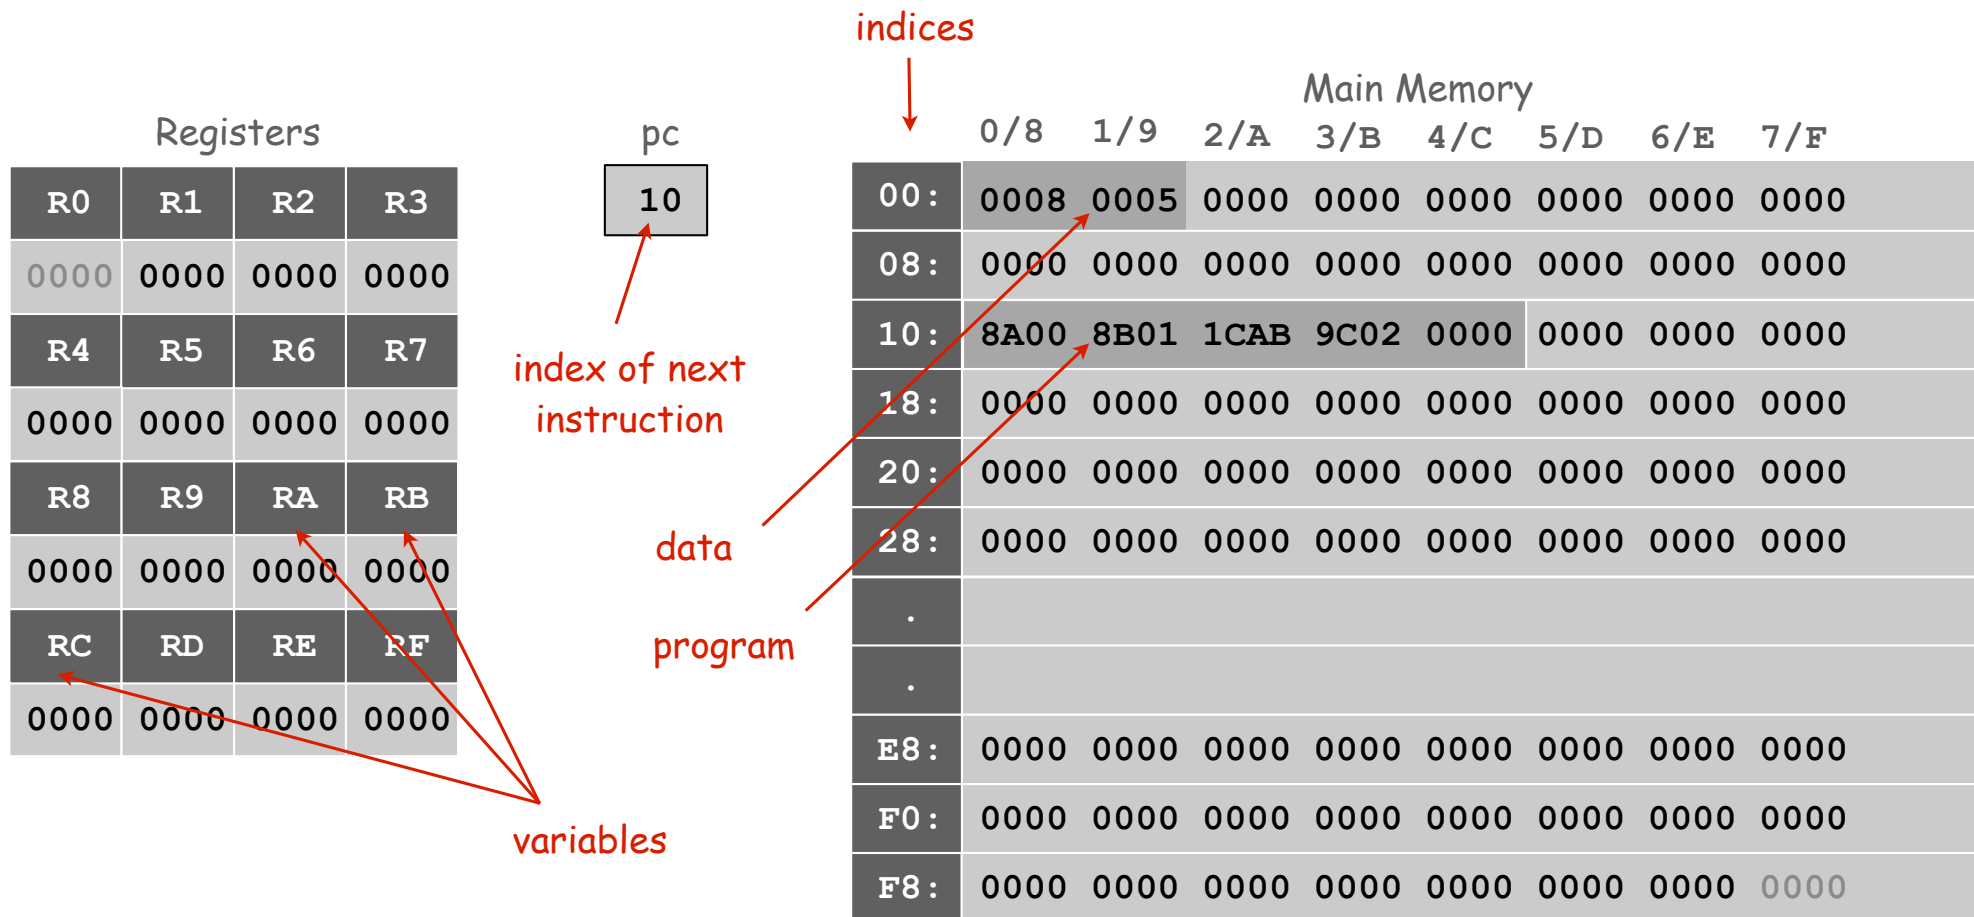 indices
Main Memory
Registers
pc
0/8 1/9 2/A 3/B 4/C 5/D 6/E 7/F
R0 R1 R2 R3
0000 0000 0000 0000
R4 R5 R6 R7
0000 0000 0000 0000
R8 R9 RA RB
0000 0000 0000 0000
RC RD RE RF
0000 0000 0000 0000
10
index of next
instruction
data
program
variables
00: 0008 0005 0000 0000 0000 0000 0000 0000
08: 0000 0000 0000 0000 0000 0000 0000 0000
10: 8A00 8B01 1CAB 9C02 0000 0000 0000 0000
18: 0000 0000 0000 0000 0000 0000 0000 0000
20: 0000 0000 0000 0000 0000 0000 0000 0000
28: 0000 0000 0000 0000 0000 0000 0000 0000
.
.
E8: 0000 0000 0000 0000 0000 0000 0000 0000
F0: 0000 0000 0000 0000 0000 0000 0000 0000
F8: 0000 0000 0000 0000 0000 0000 0000 0000